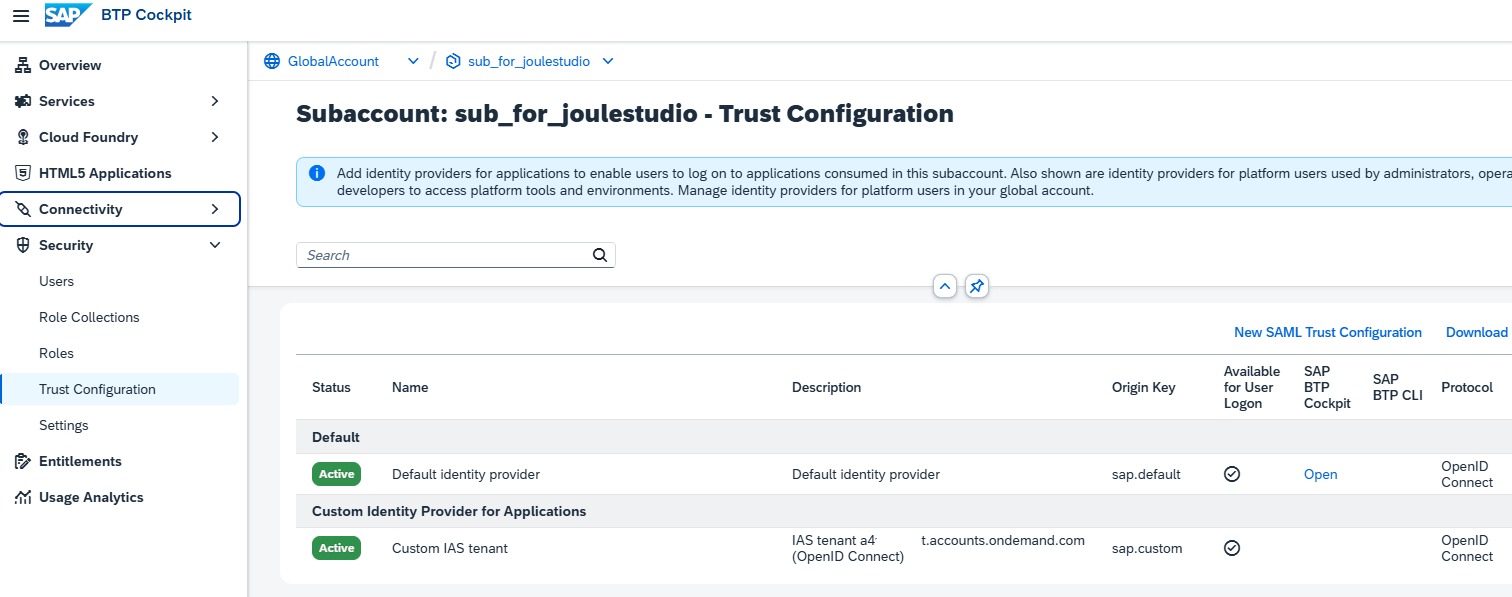 SAP BTP Cockpit
Overview
Services
Cloud Foundry
HTML5 Applications
Connectivity
Security
Users
Role Collections
Roles
Trust Configuration
Settings
Entitlements
Usage Analytics
GlobalAccount / sub_for_joulestudio
Subaccount: sub_for_joulestudio - Trust Configuration
Add identity providers for applications to enable users to log on to applications consumed in this subaccount. Also shown are identity providers for platform users used by administrators, opera
developers to access platform tools and environments. Manage identity providers for platform users in your global account.
Search
New SAML Trust Configuration Download
Status Name Description Origin Key
Available
for User
Logon
SAP
BTP
Cockpit
SAP
BTP CLI
Protocol
Default
Active Default identity provider Default identity provider sap.default Open
OpenID
Connect
Custom Identity Provider for Applications
Active Custom IAS tenant
IAS tenant a4 t.accounts.ondemand.com
(OpenID Connect)
sap.custom
OpenID
Connect